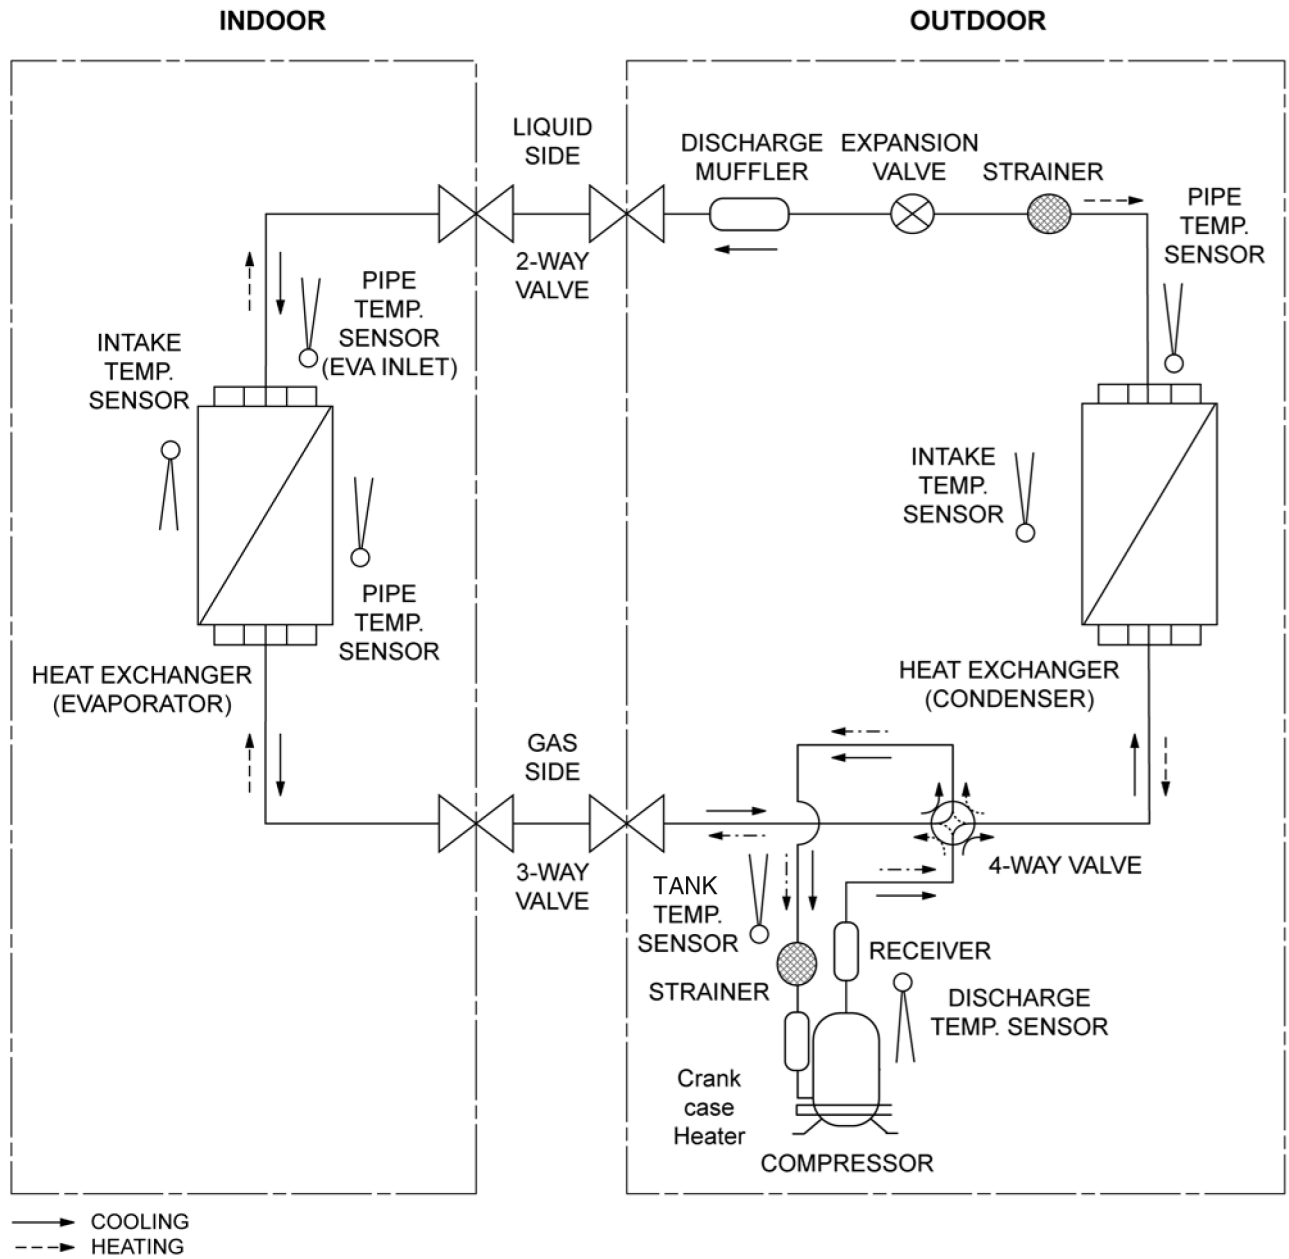 INDOOR
OUTDOOR
LIQUID
SIDE
DISCHARGE
MUFFLER
EXPANSION
VALVE
STRAINER
PIPE
TEMP.
SENSOR
2-WAY
VALVE
PIPE
TEMP.
SENSOR
(EVA INLET)
INTAKE
TEMP.
SENSOR
INTAKE
TEMP.
SENSOR
PIPE
TEMP.
SENSOR
HEAT EXCHANGER
(EVAPORATOR)
HEAT EXCHANGER
(CONDENSER)
GAS
SIDE
3-WAY
VALVE
4-WAY VALVE
TANK
TEMP.
SENSOR
STRAINER
RECEIVER
DISCHARGE
TEMP. SENSOR
Crank
case
Heater
COMPRESSOR
COOLING
HEATING